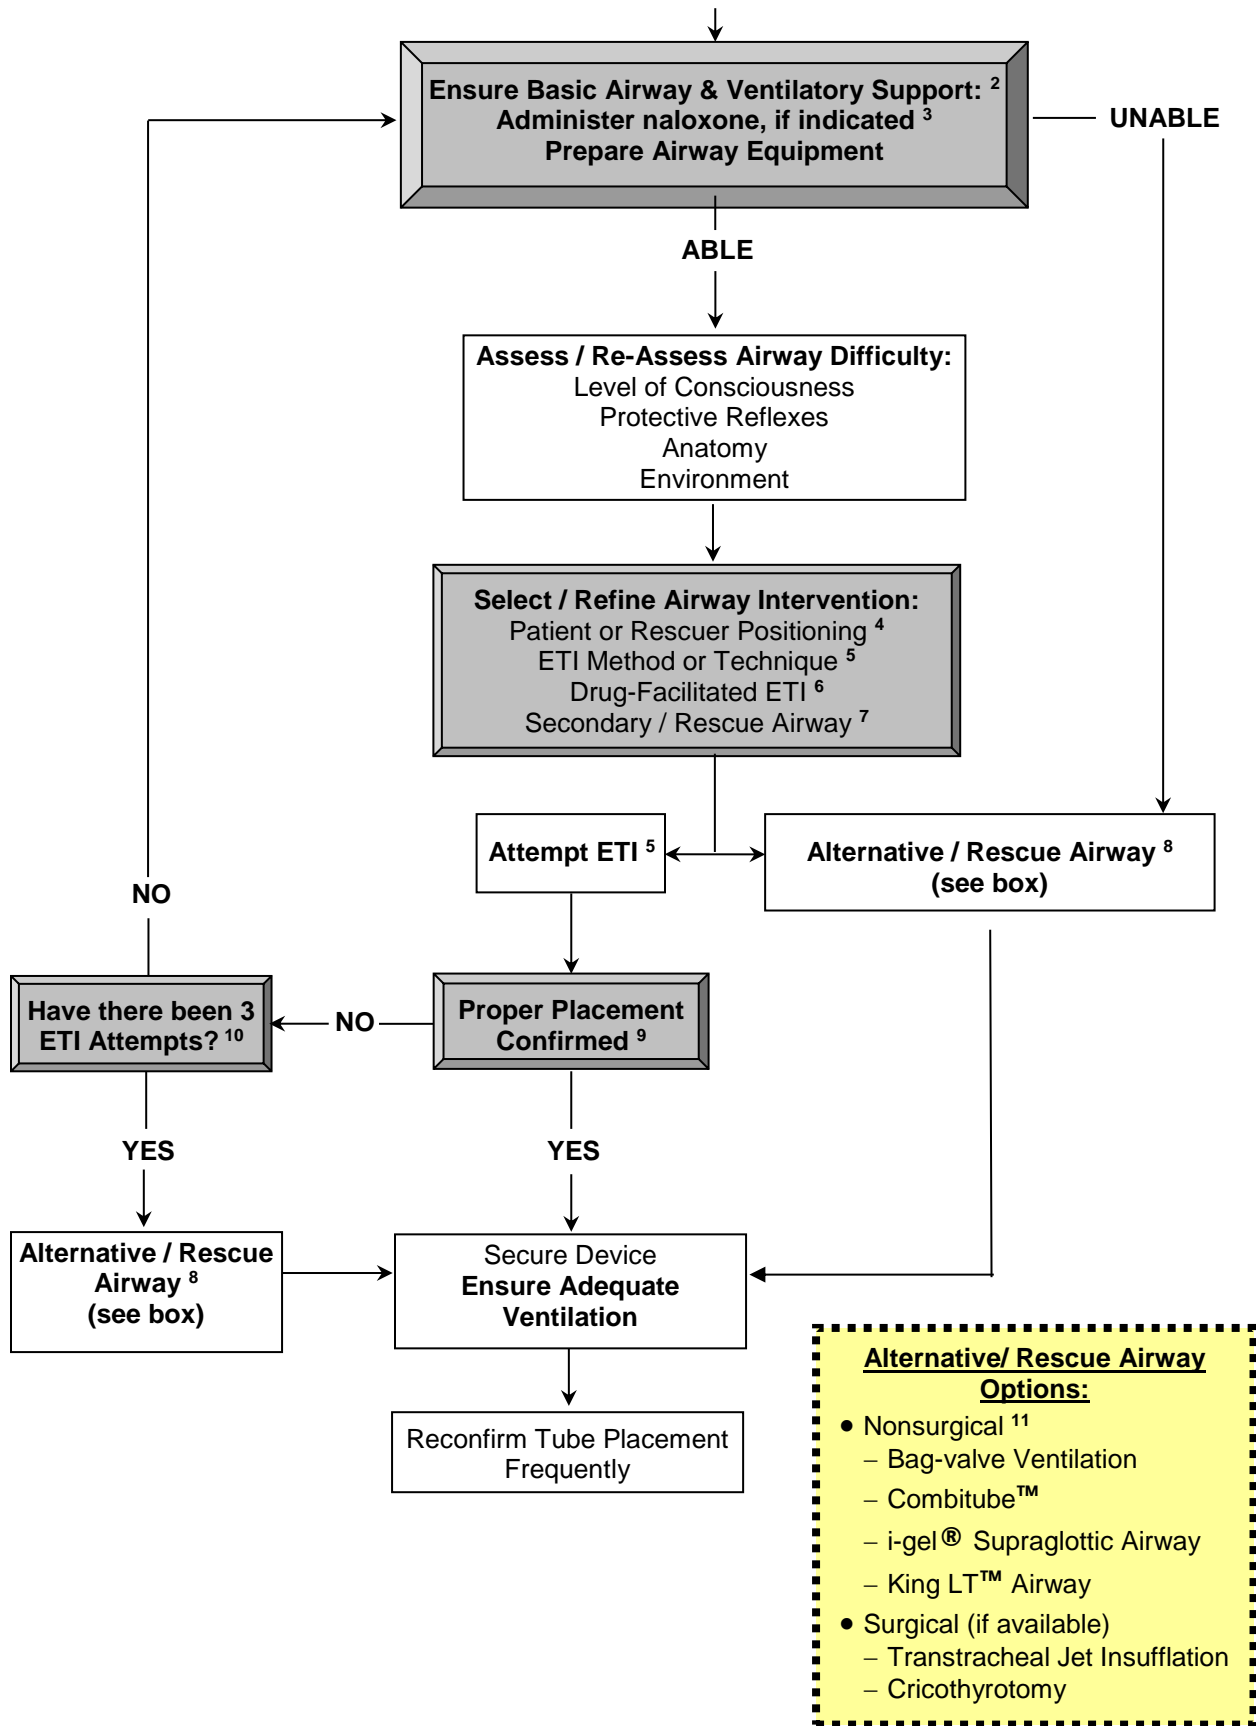 Ensure Basic Airway & Ventilatory Support: 2
Administer naloxone, if indicated 3
Prepare Airway Equipment
UNABLE
ABLE
Assess / Re-Assess Airway Difficulty:
Level of Consciousness
Protective Reflexes
Anatomy
Environment
Select / Refine Airway Intervention:
Patient or Rescuer Positioning 4
ETI Method or Technique 5
Drug-Facilitated ETI 6
Secondary / Rescue Airway 7
Attempt ETI 5
Alternative / Rescue Airway 8
(see box)
NO
Have there been 3
ETI Attempts? 10
NO
Proper Placement
Confirmed 9
YES
YES
Alternative / Rescue
Airway 8
(see box)
Secure Device
Ensure Adequate
Ventilation
Reconfirm Tube Placement
Frequently
Alternative/ Rescue Airway
Options:
• Nonsurgical 11
– Bag-valve Ventilation
– Combitube™
– i-gel® Supraglottic Airway
– King LT™ Airway
• Surgical (if available)
– Transtracheal Jet Insufflation
– Cricothyrotomy